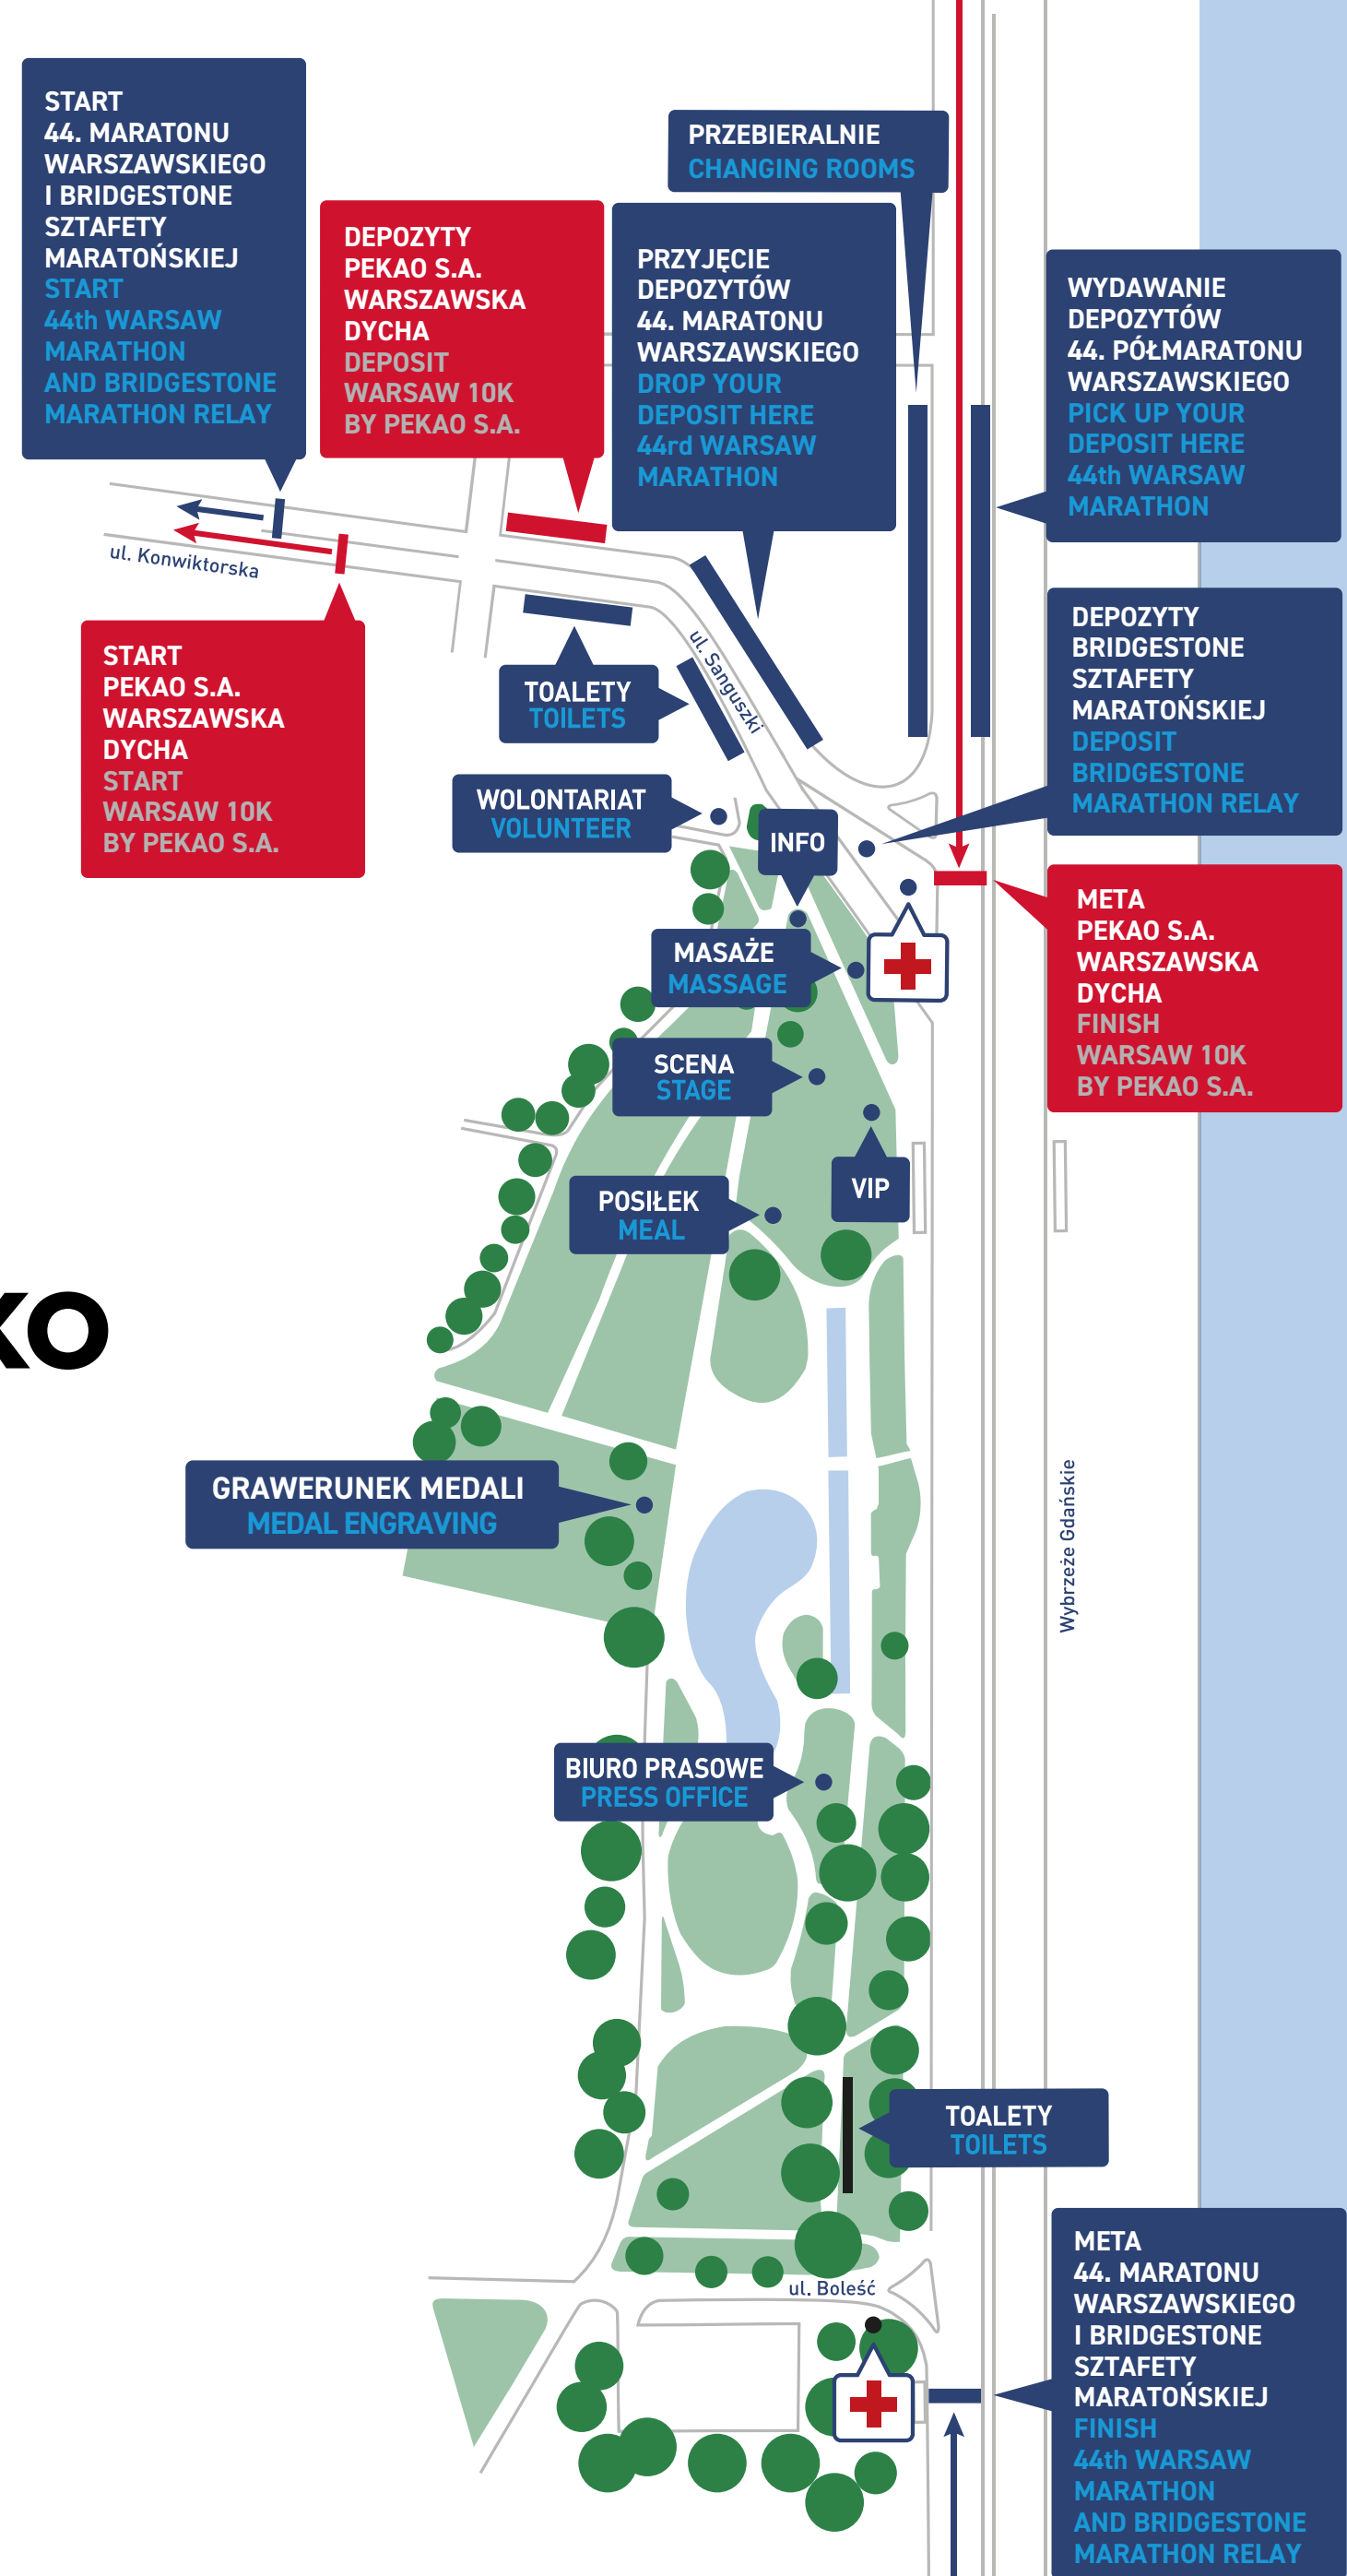 START
44. MARATONU
WARSZAWSKIEGO
I BRIDGESTONE
SZTAFETY
MARATOŃSKIEJ
START
44th WARSAW
MARATHON
AND BRIDGESTONE
MARATHON RELAY
DEPOZYTY
PEKAO S.A.
WARSZAWSKA
DYCHA
DEPOSIT
WARSAW 10K
BY PEKAO S.A.
PRZEBIERALNIE
CHANGING ROOMS
PRZYJĘCIE
DEPOZYTÓW
44. MARATONU
WARSZAWSKIEGO
DROP YOUR
DEPOSIT HERE
44rd WARSAW
MARATHON
WYDAWANIE
DEPOZYTÓW
44. PÓŁMARATONU
WARSZAWSKIEGO
PICK UP YOUR
DEPOSIT HERE
44th WARSAW
MARATHON
ul. Konwiktorska
START
PEKAO S.A.
WARSZAWSKA
DYCHA
START
WARSAW 10K
BY PEKAO S.A.
TOALETY
TOILETS
ul. Sanguszki
DEPOZYTY
BRIDGESTONE
SZTAFETY
MARATOŃSKIEJ
DEPOSIT
BRIDGESTONE
MARATHON RELAY
WOLONTARIAT
VOLUNTEER
INFO
META
PEKAO S.A.
WARSZAWSKA
DYCHA
FINISH
WARSAW 10K
BY PEKAO S.A.
MASAŻE
MASSAGE
SCENA
STAGE
VIP
POSIŁEK
MEAL
KO
GRAWERUNEK MEDALI
MEDAL ENGRAVING
Wybrzeże Gdańskie
BIURO PRASOWE
PRESS OFFICE
TOALETY
TOILETS
ul. Boleść
META
44. MARATONU
WARSZAWSKIEGO
I BRIDGESTONE
SZTAFETY
MARATOŃSKIEJ
FINISH
44th WARSAW
MARATHON
AND BRIDGESTONE
MARATHON RELAY